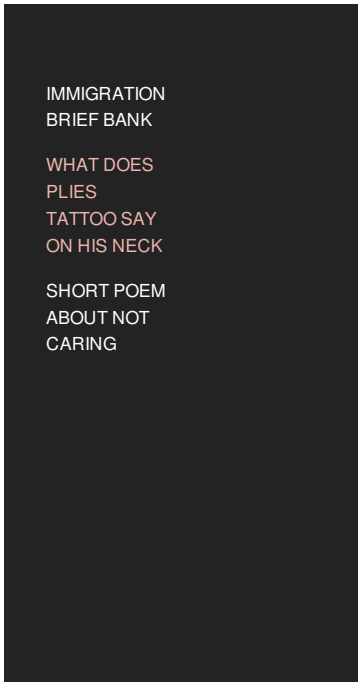 IMMIGRATION
BRIEF BANK
WHAT DOES
PLIES
TATTOO SAY
ON HIS NECK
SHORT POEM
ABOUT NOT
CARING